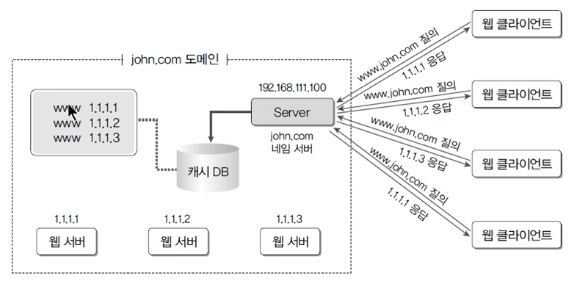 john.com 도메인
www 1.1.1.1
www 1.1.1.2
www 1.1.1.3
192.168.111.100
Server
john.com
네임 서버
캐시 DB
1.1.1.1
웹 서버
1.1.1.2
웹 서버
1.1.1.3
웹 서버
www.john.com 질의
1.1.1.1 응답
웹 클라이언트
www.john.com 질의
1.1.1.2 응답
웹 클라이언트
www.john.com 질의
1.1.1.3 응답
웹 클라이언트
www.john.com 질의
1.1.1.1 응답
웹 클라이언트